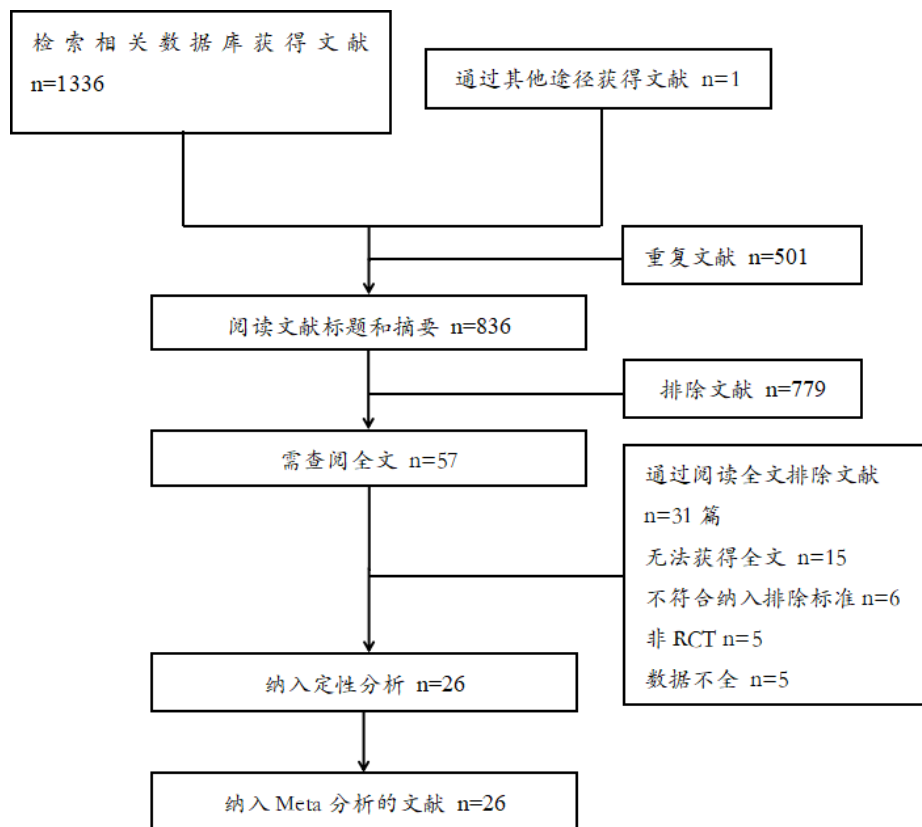 检索相关数据库获得文献
n=1336
通过其他途径获得文献 n=1
重复文献 n=501
阅读文献标题和摘要 n=836
排除文献 n=779
需查阅全文 n=57
通过阅读全文排除文献
n=31 篇
无法获得全文 n=15
不符合纳入排除标准 n=6
非 RCT n=5
数据不全 n=5
纳入定性分析 n=26
纳入 Meta 分析的文献 n=26